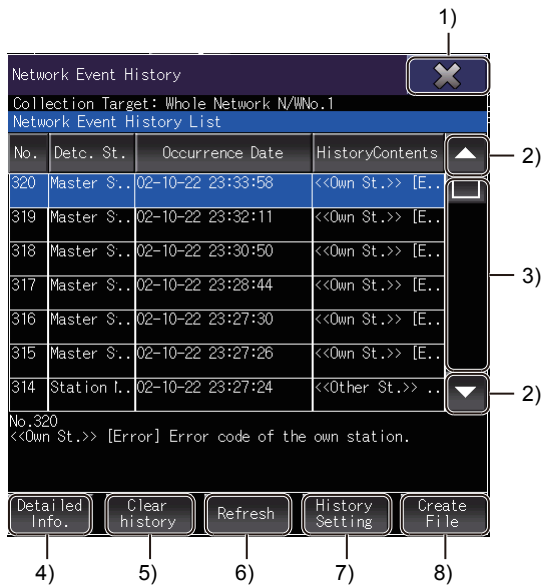 1)
Network Event History
Collection Target: Whole Network N/WNo.1
Network Event History List
No. Detc. St. Occurrence Date HistoryContents 2)
320 Master S.. 02-10-22 23:33:58 <<Own St.>> [E..
319 Master S.. 02-10-22 23:32:11 <<Own St.>> [E..
318 Master S.. 02-10-22 23:30:50 <<Own St.>> [E..
3)
317 Master S.. 02-10-22 23:28:44 <<Own St.>> [E..
316 Master S.. 02-10-22 23:27:30 <<Own St.>> [E..
315 Master S.. 02-10-22 23:27:26 <<Own St.>> [E..
314 Station N.. 02-10-22 23:27:24 <<Other St.>> .. 2)
No.320
<<Own St.>> [Error] Error code of the own station.
Detailed Info. Clear history Refresh History Setting Create File
4) 5) 6) 7) 8)